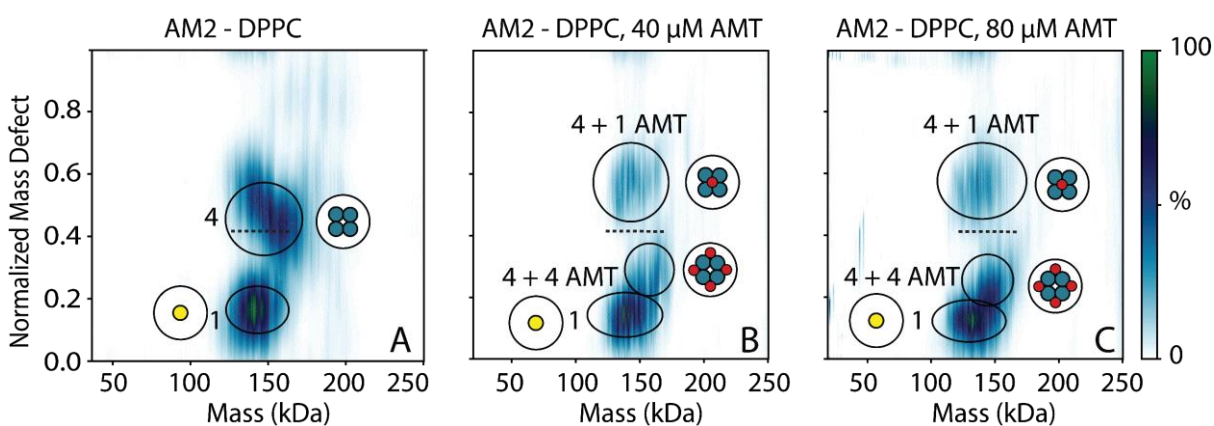 AM2 - DPPC
AM2 - DPPC, 40 µM AMT
AM2 - DPPC, 80 µM AMT
Normalized Mass Defect
0.8
0.6
0.4
0.2
0.0
4
1
A
50
100
150
200
250
Mass (kDa)
4 + 1 AMT
4 + 4 AMT
1
B
50
100
150
200
250
Mass (kDa)
4 + 1 AMT
4 + 4 AMT
1
C
50
100
150
200
250
Mass (kDa)
100
%
0